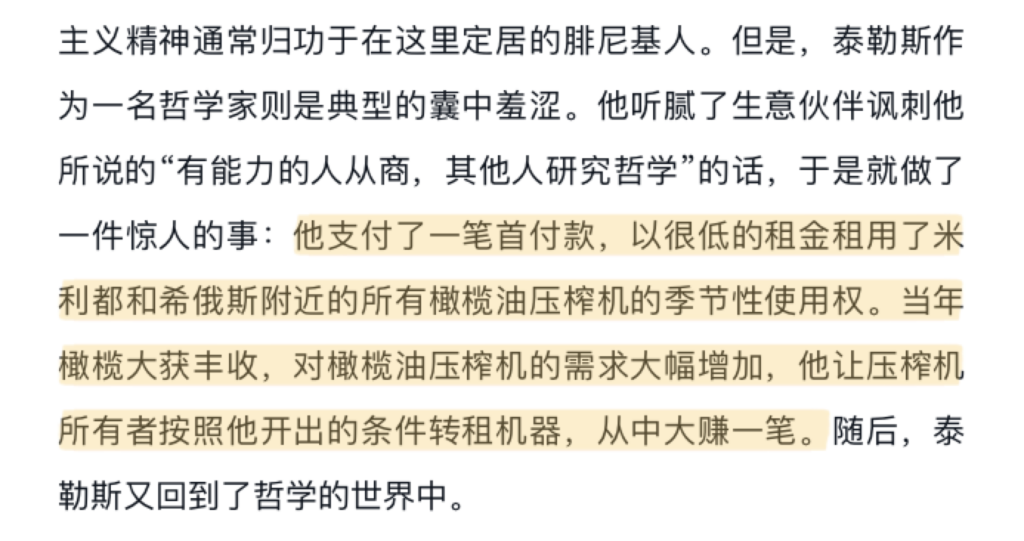 主义精神通常归功于在这里定居的腓尼基人。但是，泰勒斯作
为一名哲学家则是典型的囊中羞涩。他听腻了生意伙伴讽刺他
所说的“有能力的人从商，其他人研究哲学”的话，于是就做了
一件惊人的事：他支付了一笔首付款，以很低的租金租用了米
利都和希俄斯附近的所有橄榄油压榨机的季节性使用权。当年
橄榄大获丰收，对橄榄油压榨机的需求大幅增加，他让压榨机
所有者按照他开出的条件转租机器，从中大赚一笔。随后，泰
勒斯又回到了哲学的世界中。